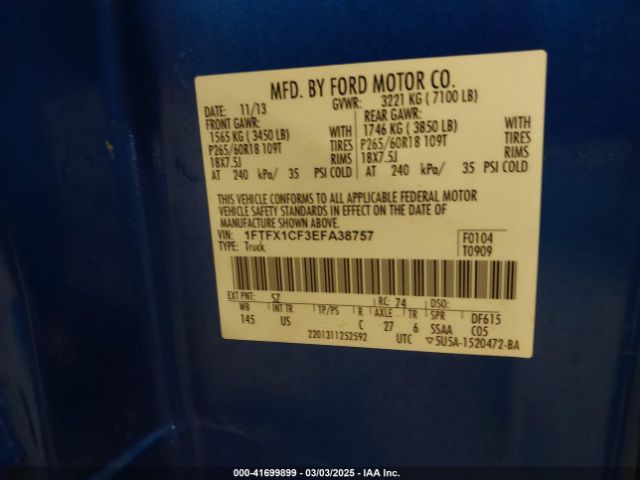 MFD. BY FORD MOTOR CO.
DATE: 11/13 GVWR: 3221 KG ( 7100 LB)
FRONT GAWR: REAR GAWR:
1565 KG ( 3450 LB) WITH 1746 KG ( 3850 LB) WITH
P265/60R18 109T TIRES P265/60R18 109T TIRES
18X7.5J RIMS 18X7.5J RIMS
AT 240 kPa/ 35 PSI COLD AT 240 kPa/ 35 PSI COLD
THIS VEHICLE CONFORMS TO ALL APPLICABLE FEDERAL MOTOR
VEHICLE SAFETY STANDARDS IN EFFECT ON THE DATE OF
MANUFACTURE SHOWN ABOVE.
VIN: 1FTFX1CF3EFA38757 F0104
TYPE: Truck T0909
EXT PNT: SZ RC: 74 DSO:
WB INT TR TP/PS R AXLE TR SPR DF615
145 US C 27 6 SSAA C05
2201311252592 UTC ▽5U5A-1520472-BA
000-41699899 - 03/03/2025 - IAA Inc.